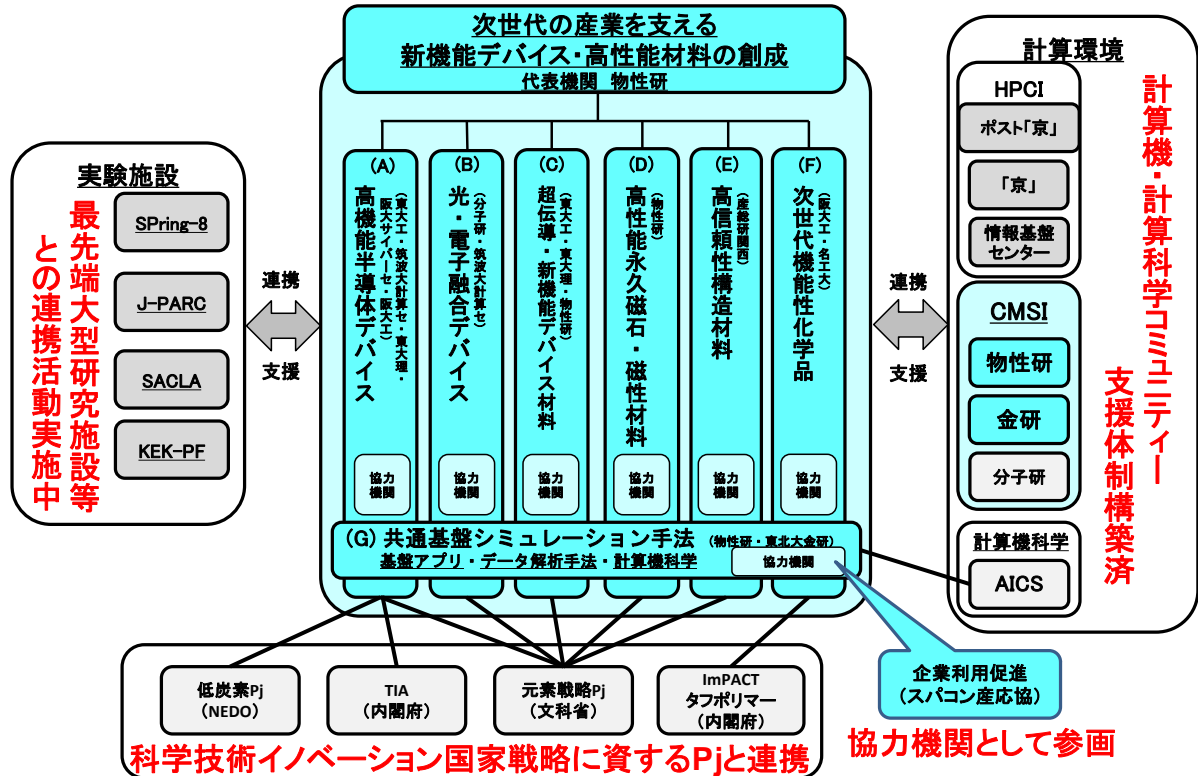 次世代の産業を支える
新機能デバイス・高性能材料の創成
代表機関 物性研
実験施設
SPring-8
J-PARC
SACLA
KEK-PF
最先端大型研究施設等
との連携活動実施中
連携
支援
(A)
高機能半導体デバイス
(東大工・筑波大計算セ・東大理・
阪大サイバーセ・阪大工)
協力
機関
(B)
光・電子融合デバイス
(分子研・筑波大計算セ)
協力
機関
(C)
超伝導・新機能デバイス材料
(東大工・東大理・物性研)
協力
機関
(D)
高性能永久磁石・磁性材料
(物性研)
協力
機関
(E)
高信頼性構造材料
(産総研関西)
協力
機関
(F)
次世代機能性化学品
(阪大工・名工大)
協力
機関
(G) 共通基盤シミュレーション手法 (物性研・東北大金研)
基盤アプリ・データ解析手法・計算機科学
協力機関
連携
支援
計算環境
HPCI
ポスト「京」
「京」
情報基盤
センター
CMSI
物性研
金研
分子研
計算機科学
AICS
計算機・計算科学コミュニティー
支援体制構築済
低炭素Pj
(NEDO)
TIA
(内閣府)
元素戦略Pj
(文科省)
ImPACT
タフポリマー
(内閣府)
科学技術イノベーション国家戦略に資するPjと連携
企業利用促進
(スパコン産応協)
協力機関として参画